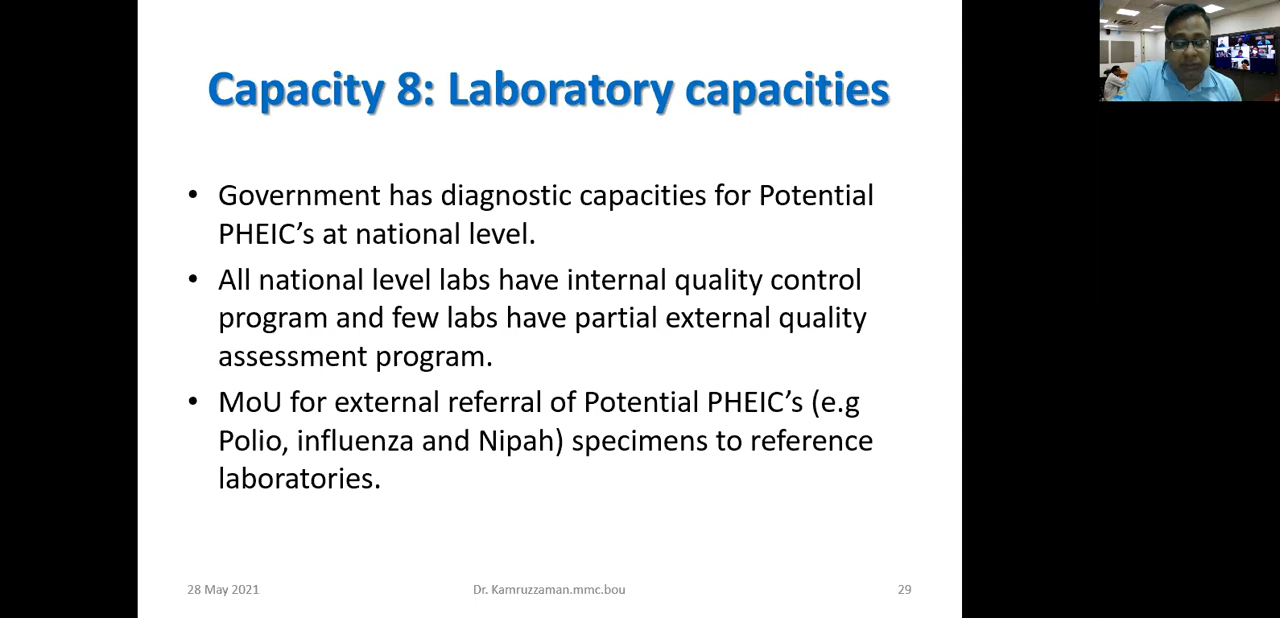 Capacity 8: Laboratory capacities
• Government has diagnostic capacities for Potential
PHEIC's at national level.
• All national level labs have internal quality control
program and few labs have partial external quality
assessment program.
• MoU for external referral of Potential PHEIC's (e.g
Polio, influenza and Nipah) specimens to reference
laboratories.
28 May 2021
Dr. Kamruzzaman.mmc.bou
29